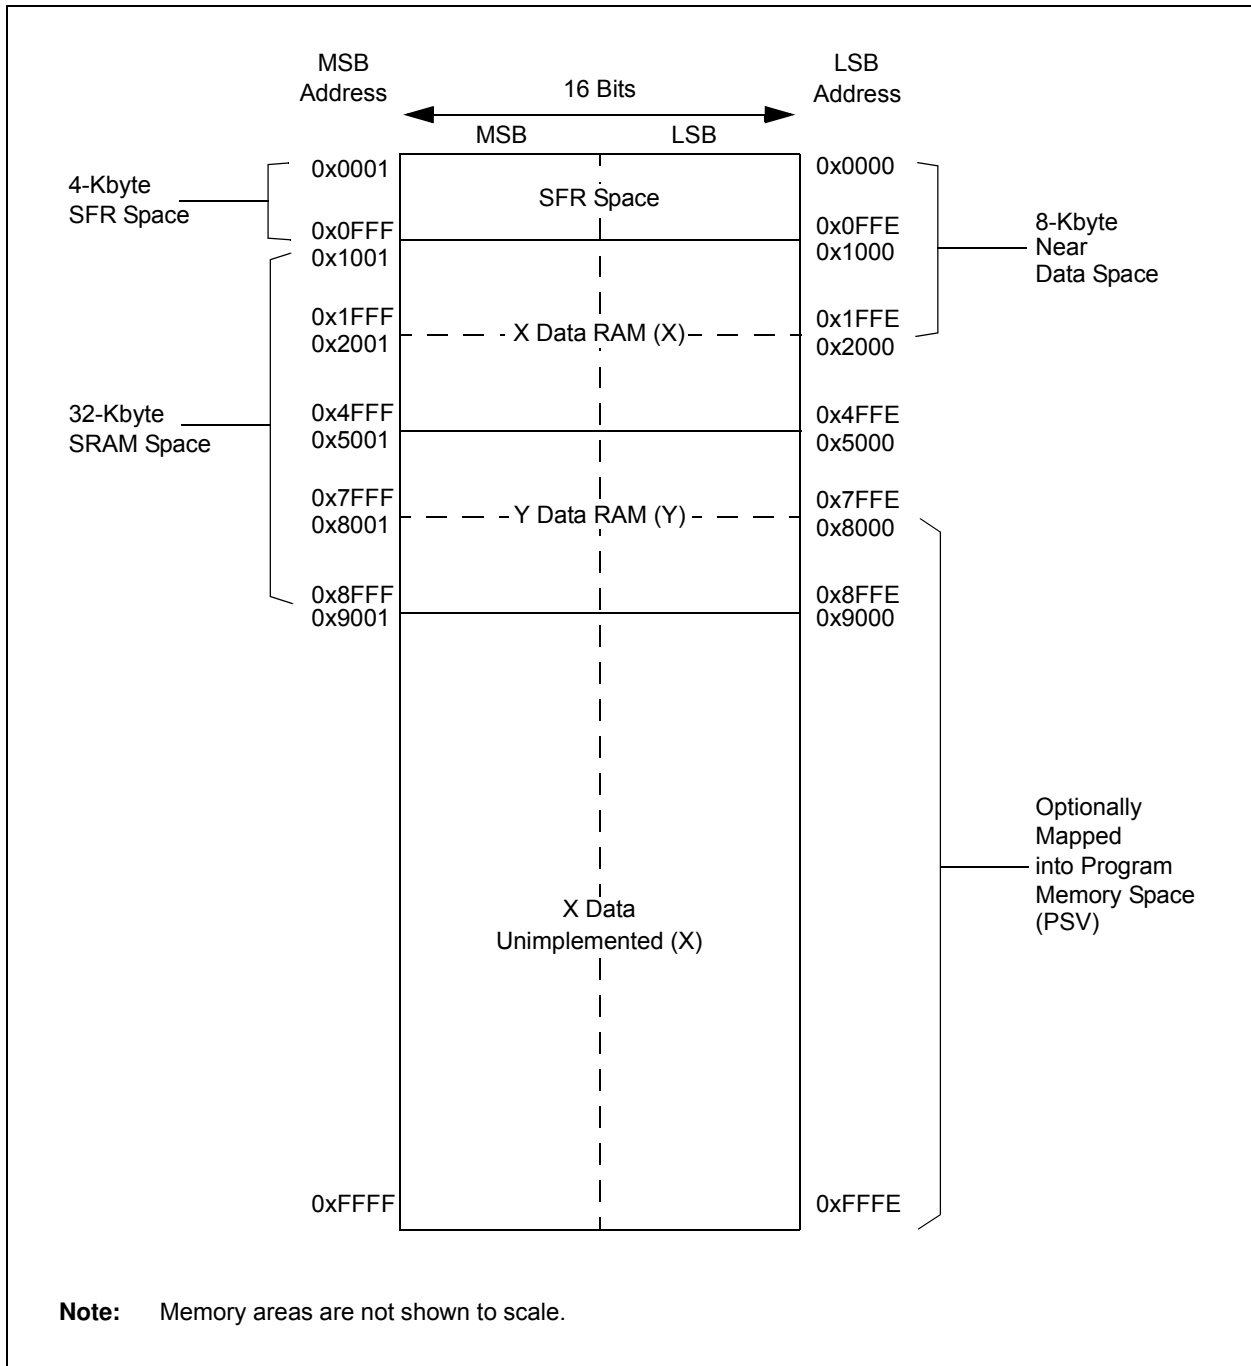 MSB
Address
16 Bits
LSB
Address
MSB
LSB
4-Kbyte
SFR Space
0x0001
0x0FFF
0x1001
SFR Space
0x0000
0x0FFE
0x1000
8-Kbyte
Near
Data Space
0x1FFF
0x2001
X Data RAM (X)
0x1FFE
0x2000
32-Kbyte
SRAM Space
0x4FFF
0x5001
0x4FFE
0x5000
0x7FFF
0x8001
Y Data RAM (Y)
0x7FFE
0x8000
0x8FFF
0x9001
0x8FFE
0x9000
X Data
Unimplemented (X)
Optionally
Mapped
into Program
Memory Space
(PSV)
0xFFFF
0xFFFE
Note: Memory areas are not shown to scale.